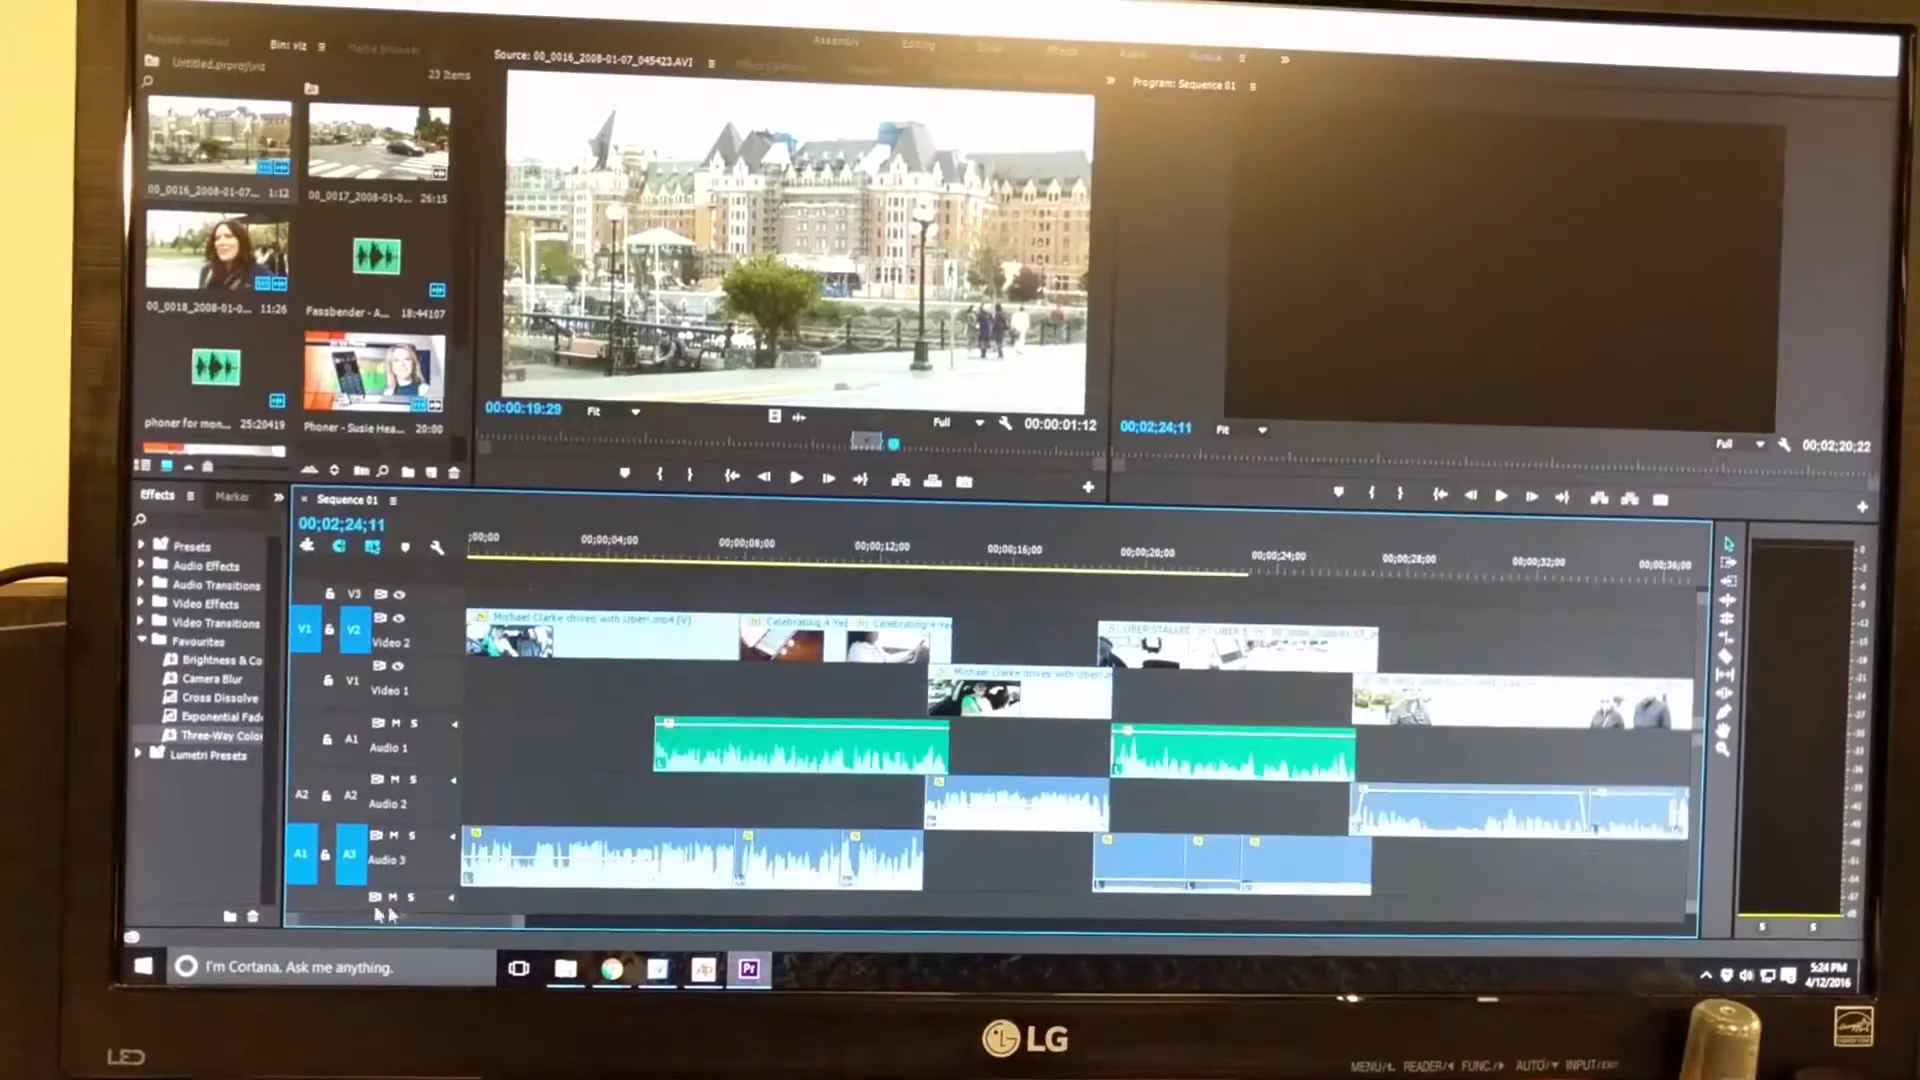 Bin: viz
Untitled.prproj\viz
23 Items
00_0016_2008-01-07... 1:12
00_0017_2008-01-0... 26:15
00_0018_2008-01-0... 11:26
Fassbender - A... 18:44107
phoner for mon... 25:20419
Phoner - Susie Hea... 20:00
Source: 00_0016_2008-01-07_045423.AVI
Assembly
Editing
Audio
Program: Sequence 01
00:00:19:29
Fit
Full
00:00:01:12
00;02;24;11
Fit
Full
00;02;20;22
Effects
Marker
Presets
Audio Effects
Audio Transitions
Video Effects
Video Transitions
Favourites
Brightness & Co
Camera Blur
Cross Dissolve
Exponential Fade
Three-Way Color
Lumetri Presets
Sequence 01
00;02;24;11
;00;00
00;00;04;00
00;00;08;00
00;00;12;00
00;00;16;00
00;00;20;00
00;00;24;00
00;00;28;00
00;00;32;00
00;00;36;00
V3
V1 V2
Video 2
Michael Clarke drives with Uber!.mp4 [V]
Celebrating 4 Ye
Celebrating 4 Ye
UBER STALLED
V1
Video 1
Michael Clarke drives with Uber!.m
M S
A1
Audio 1
M S
A2 A2
Audio 2
M S
A1 A3
Audio 3
M S
S S
I'm Cortana. Ask me anything.
Pr
5:24 PM
4/12/2016
LED
LG
MENU/ READER/ FUNC./ AUTO/ INPUT/EXIT